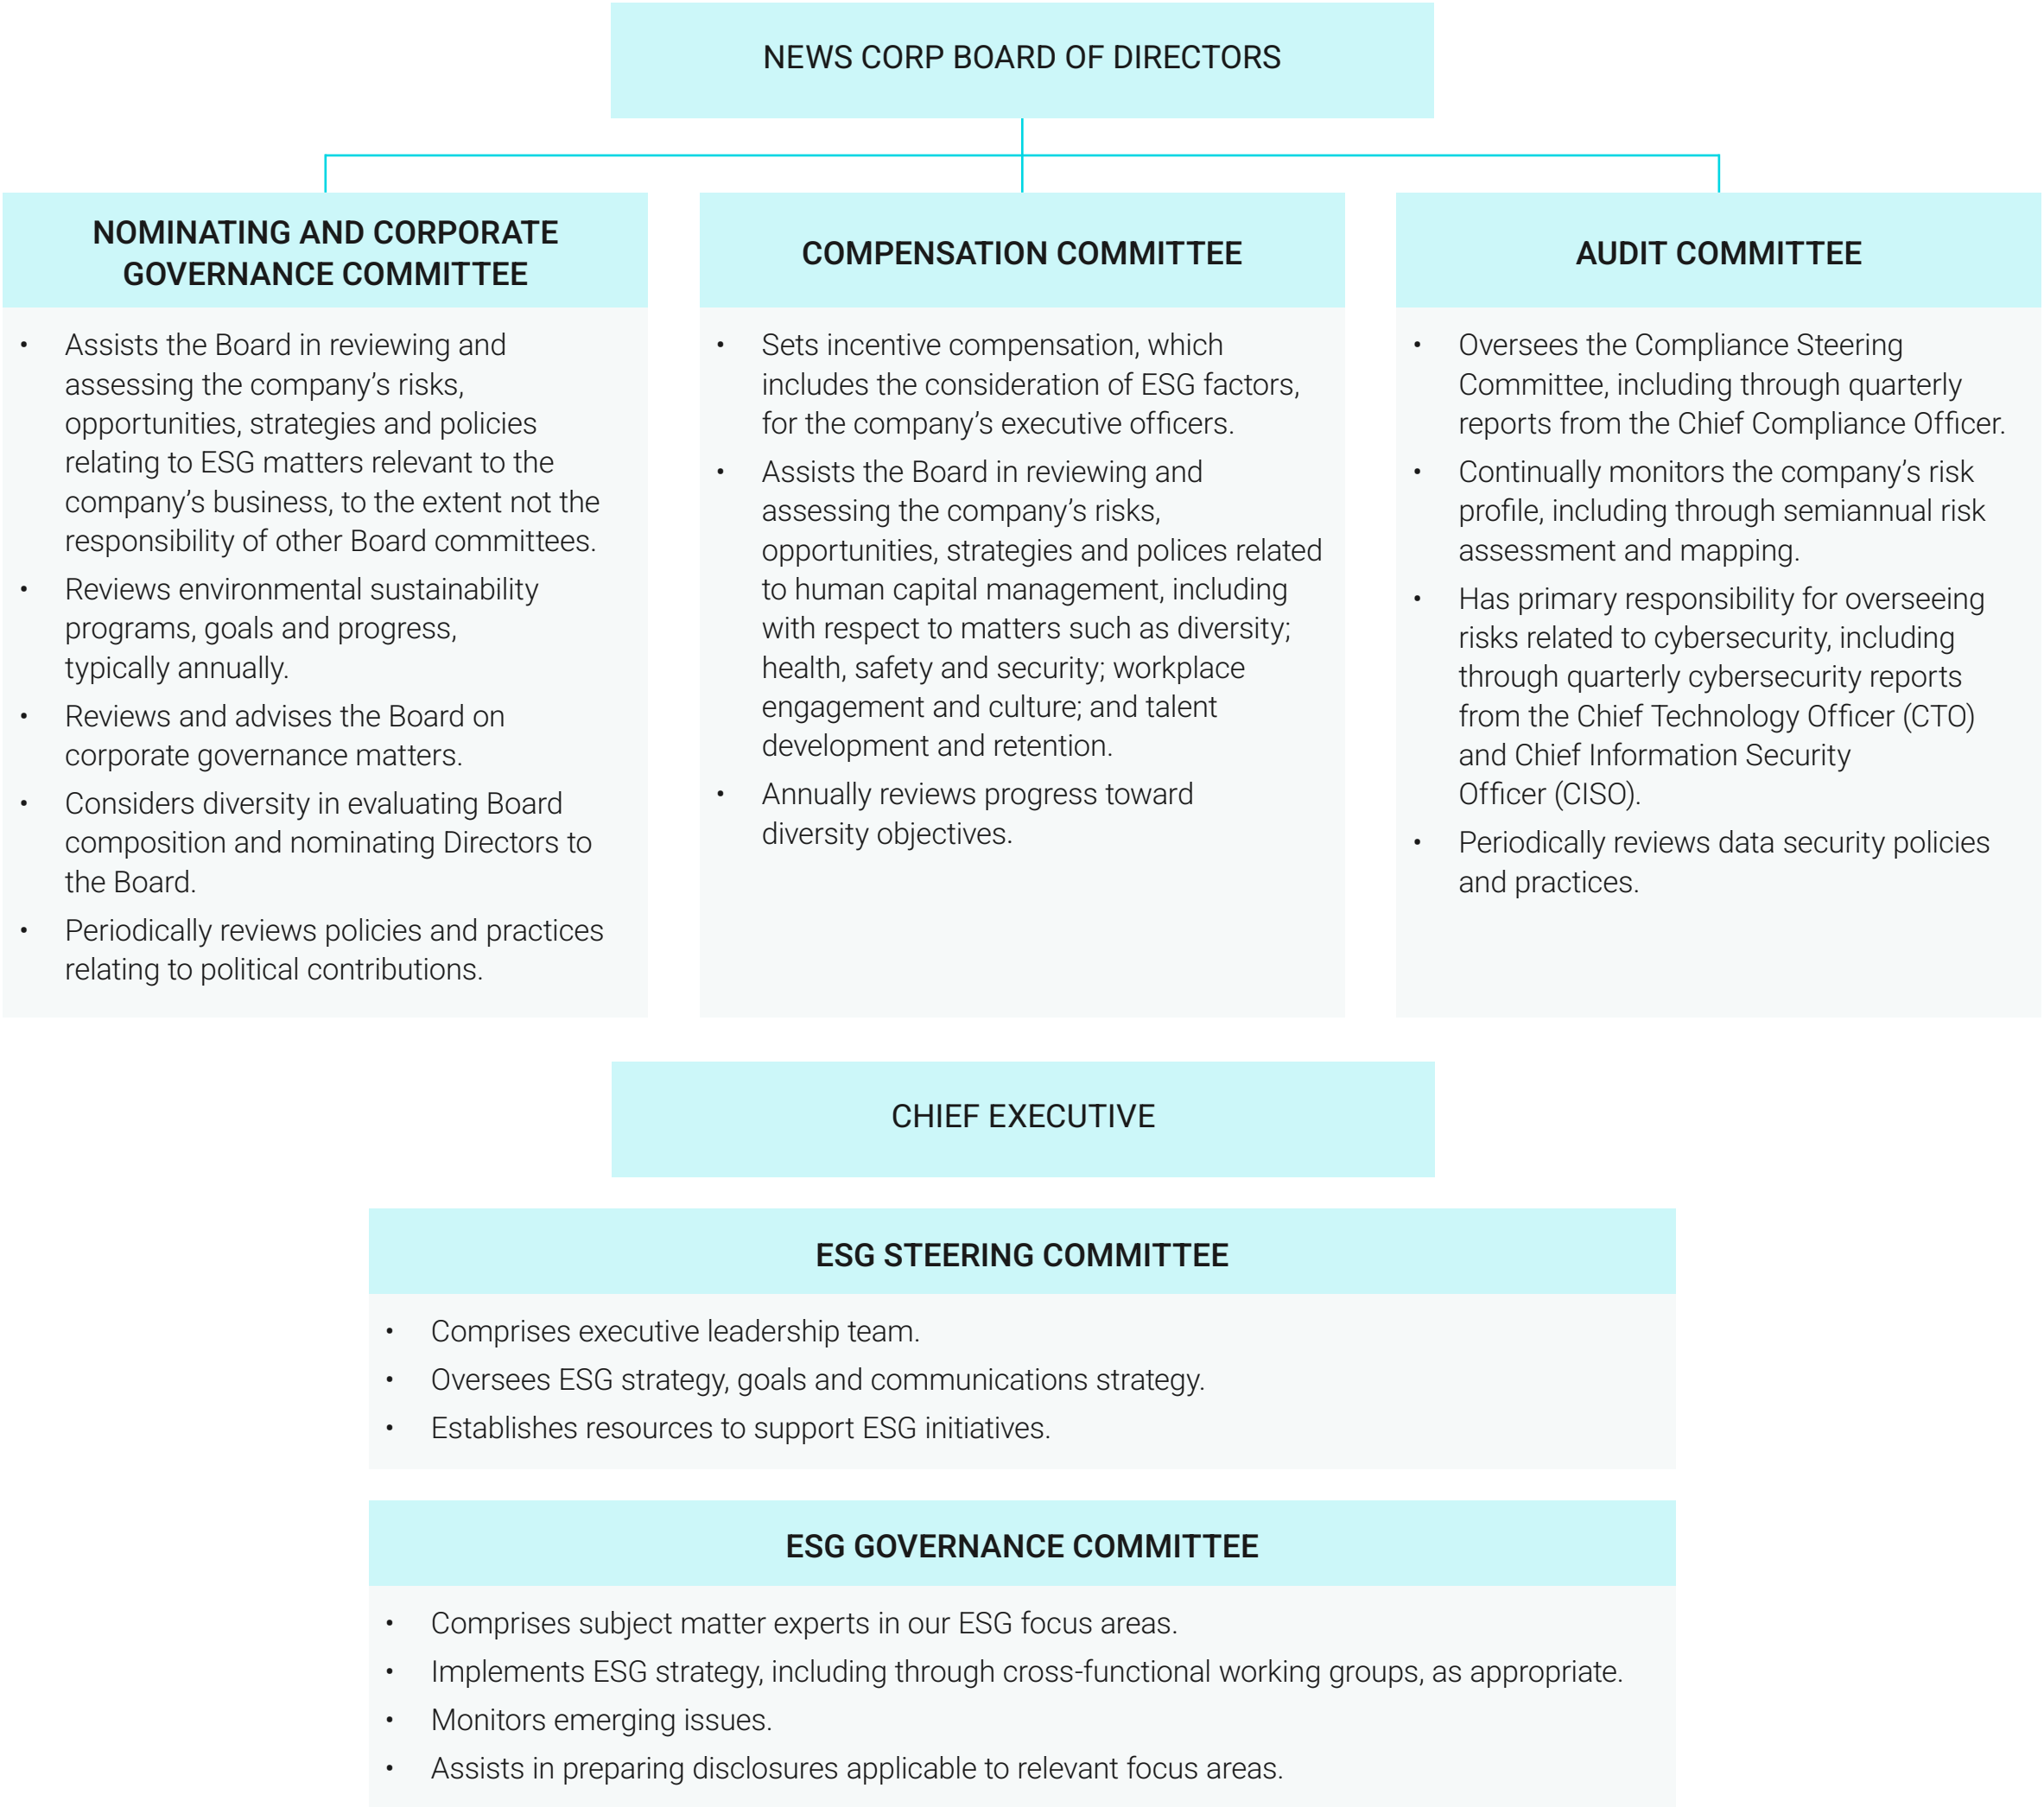 NEWS CORP BOARD OF DIRECTORS
NOMINATING AND CORPORATE
GOVERNANCE COMMITTEE
• Assists the Board in reviewing and
assessing the company’s risks,
opportunities, strategies and policies
relating to ESG matters relevant to the
company’s business, to the extent not the
responsibility of other Board committees.
• Reviews environmental sustainability
programs, goals and progress,
typically annually.
• Reviews and advises the Board on
corporate governance matters.
• Considers diversity in evaluating Board
composition and nominating Directors to
the Board.
• Periodically reviews policies and practices
relating to political contributions.
COMPENSATION COMMITTEE
• Sets incentive compensation, which
includes the consideration of ESG factors,
for the company’s executive officers.
• Assists the Board in reviewing and
assessing the company’s risks,
opportunities, strategies and polices related
to human capital management, including
with respect to matters such as diversity;
health, safety and security; workplace
engagement and culture; and talent
development and retention.
• Annually reviews progress toward
diversity objectives.
AUDIT COMMITTEE
• Oversees the Compliance Steering
Committee, including through quarterly
reports from the Chief Compliance Officer.
• Continually monitors the company’s risk
profile, including through semiannual risk
assessment and mapping.
• Has primary responsibility for overseeing
risks related to cybersecurity, including
through quarterly cybersecurity reports
from the Chief Technology Officer (CTO)
and Chief Information Security
Officer (CISO).
• Periodically reviews data security policies
and practices.
CHIEF EXECUTIVE
ESG STEERING COMMITTEE
• Comprises executive leadership team.
• Oversees ESG strategy, goals and communications strategy.
• Establishes resources to support ESG initiatives.
ESG GOVERNANCE COMMITTEE
• Comprises subject matter experts in our ESG focus areas.
• Implements ESG strategy, including through cross-functional working groups, as appropriate.
• Monitors emerging issues.
• Assists in preparing disclosures applicable to relevant focus areas.